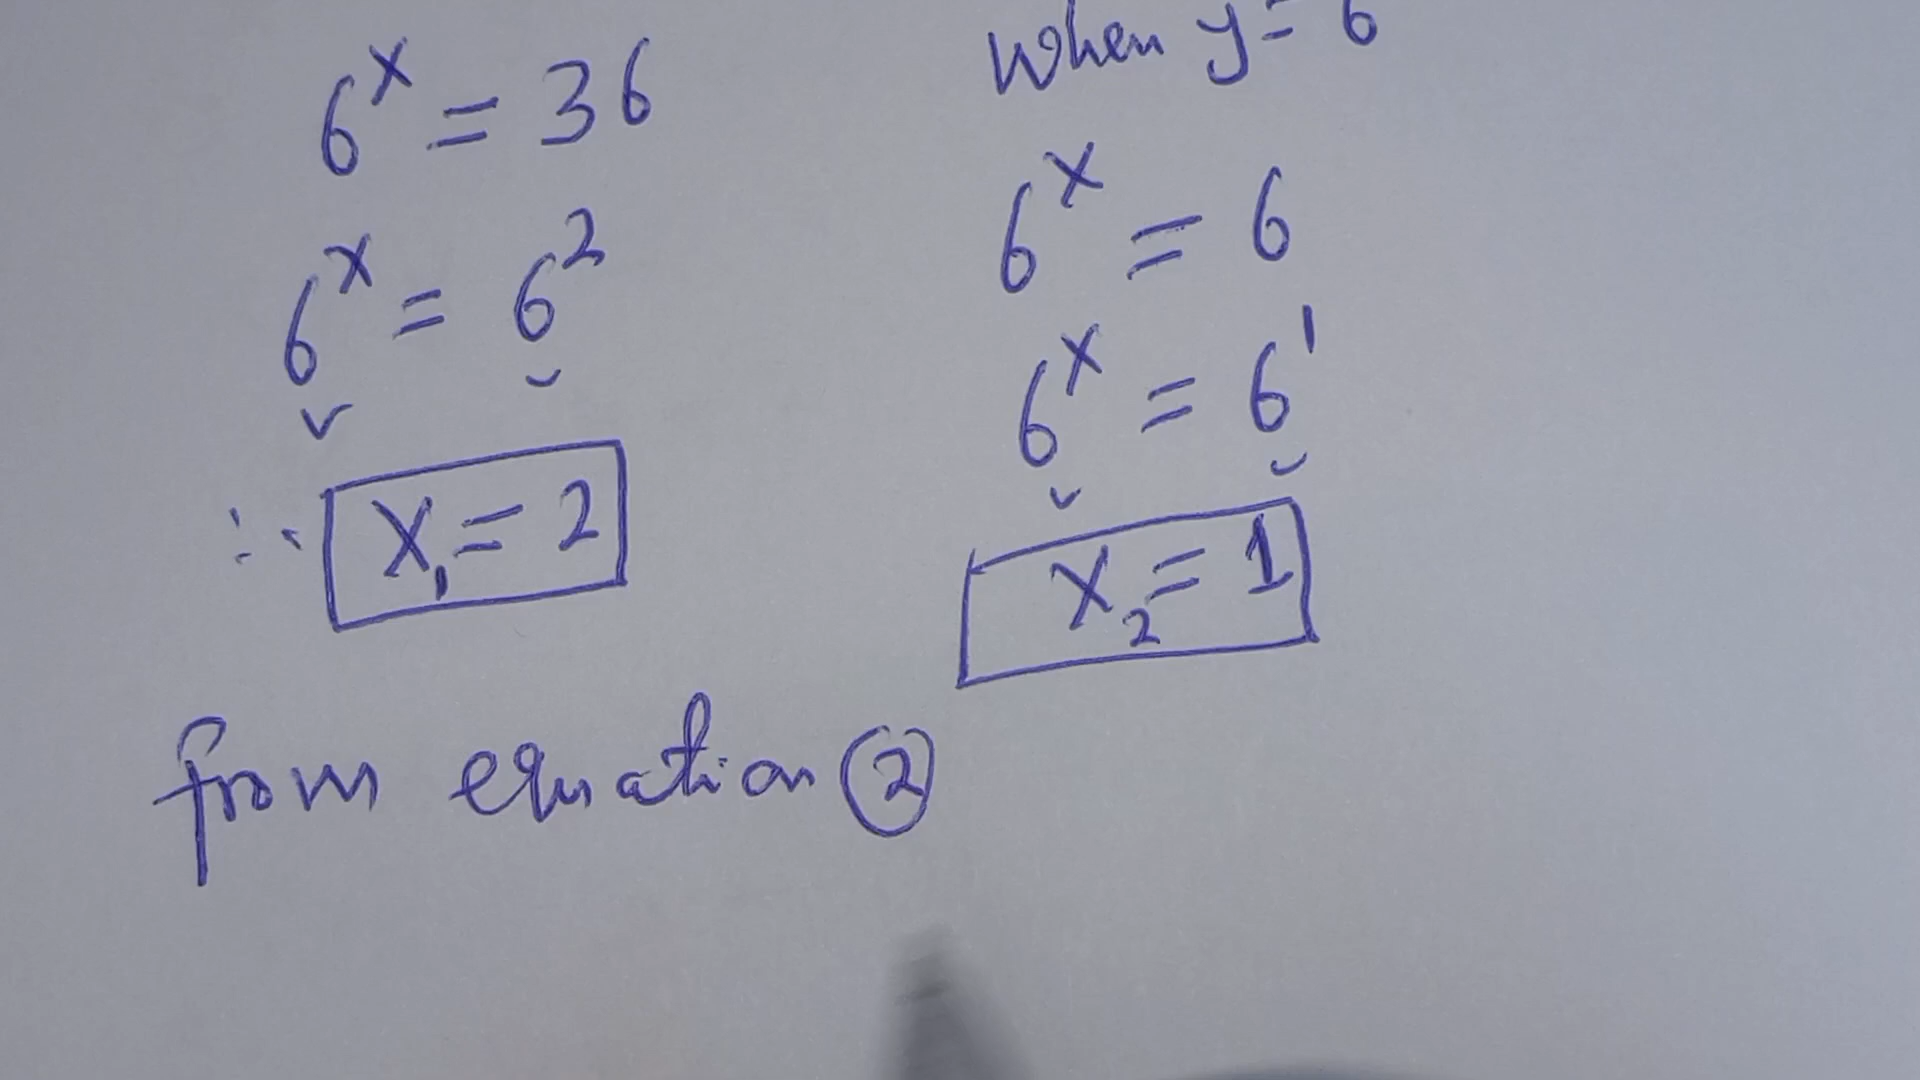 6^x = 36
6^x = 6^2
∴ x₁ = 2
when y = 6
6^x = 6
6^x = 6^1
x₂ = 1
from equation ②